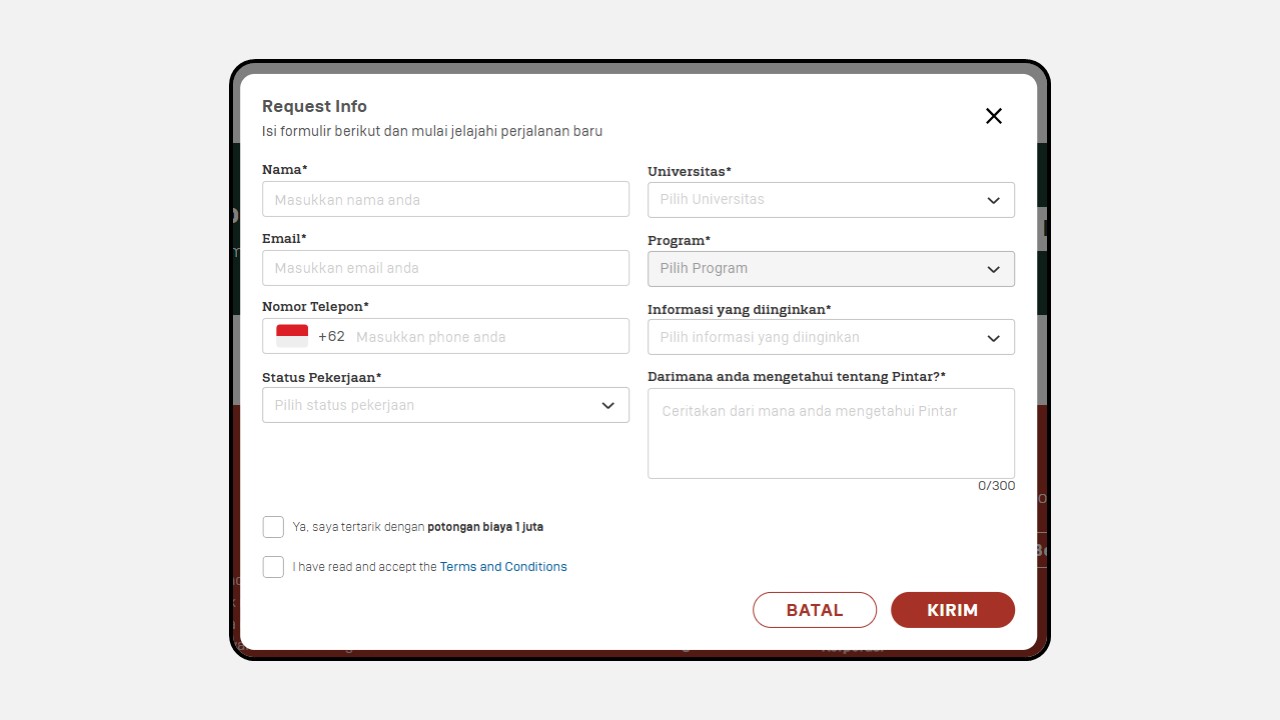 Request Info
Isi formulir berikut dan mulai jelajahi perjalanan baru
Nama*
Masukkan nama anda
Email*
Masukkan email anda
Nomor Telepon*
+62 Masukkan phone anda
Status Pekerjaan*
Pilih status pekerjaan
Universitas*
Pilih Universitas
Program*
Pilih Program
Informasi yang diinginkan*
Pilih informasi yang diinginkan
Darimana anda mengetahui tentang Pintar?*
Ceritakan dari mana anda mengetahui Pintar
0/300
Ya, saya tertarik dengan potongan biaya 1 juta
I have read and accept the Terms and Conditions
BATAL
KIRIM